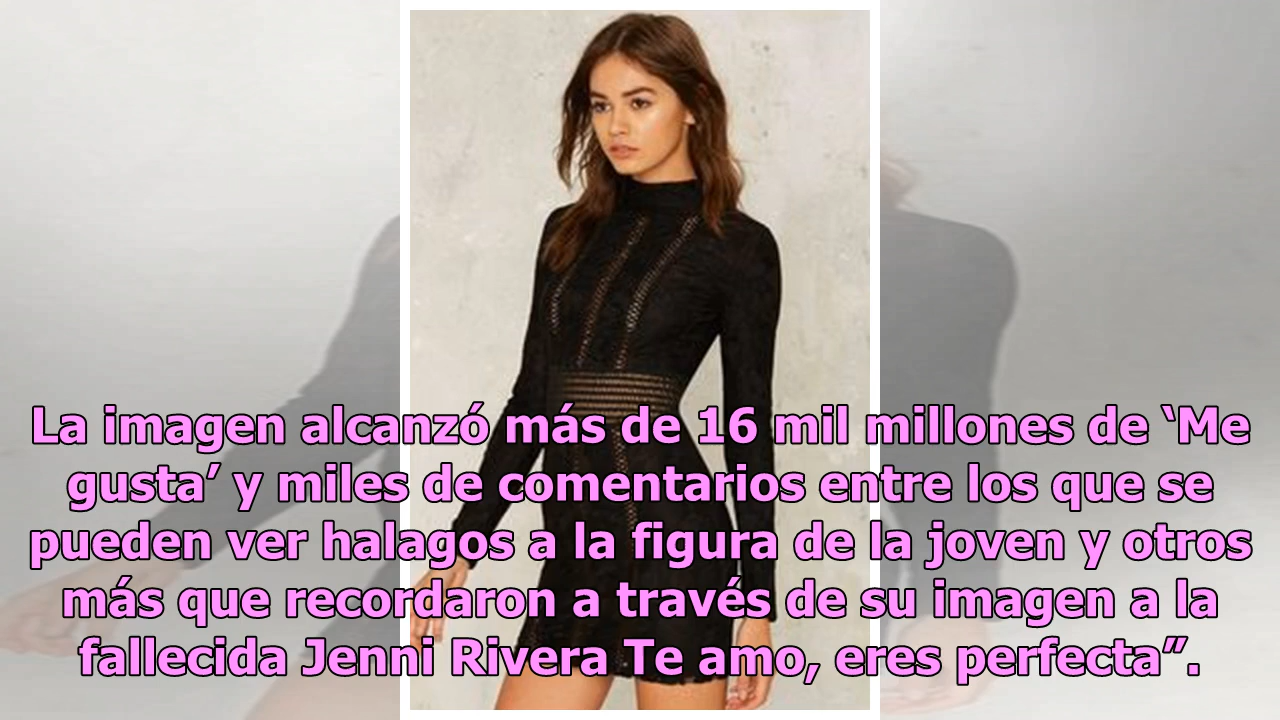 La imagen alcanzó más de 16 mil millones de ‘Me
gusta’ y miles de comentarios entre los que se
pueden ver halagos a la figura de la joven y otros
más que recordaron a través de su imagen a la
fallecida Jenni Rivera Te amo, eres perfecta”.